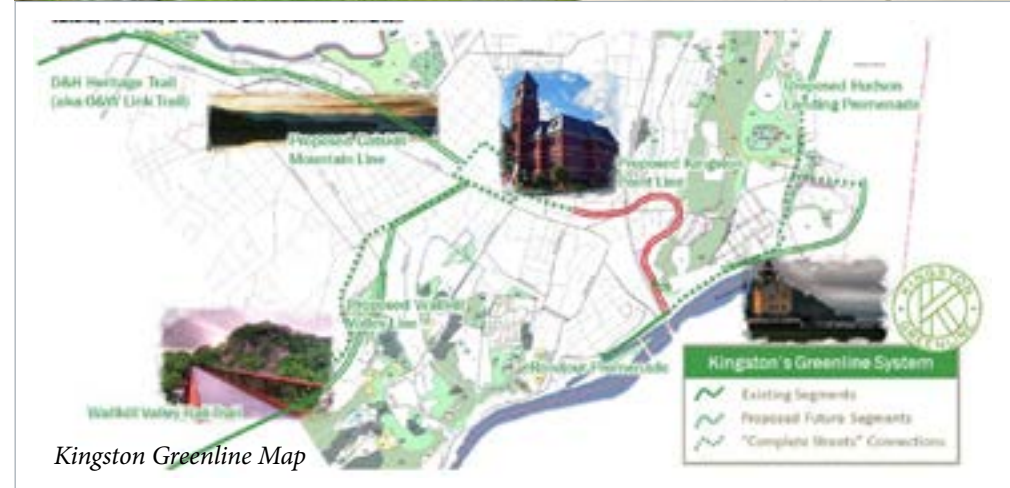 D&H Heritage Trail
(aka O&W Link Trail)
Proposed Catskill
Mountain Line
Proposed Kingston
Point Line
Proposed Hudson
Landing Promenade
Proposed Wallkill
Valley Line
Rondout Promenade
Wallkill Valley Rail Trail
Kingston Greenline Map
KINGSTON
K
GREENLINE
Kingston's Greenline System
Existing Segments
Proposed Future Segments
"Complete Streets" Connections